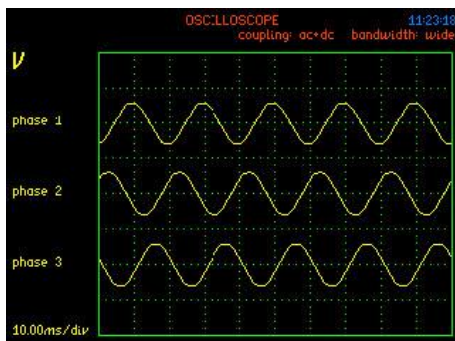 OSCILLOSCOPE 11:23:18
coupling: ac+dc bandwidth: wide
V
phase 1
phase 2
phase 3
10.00ms/div